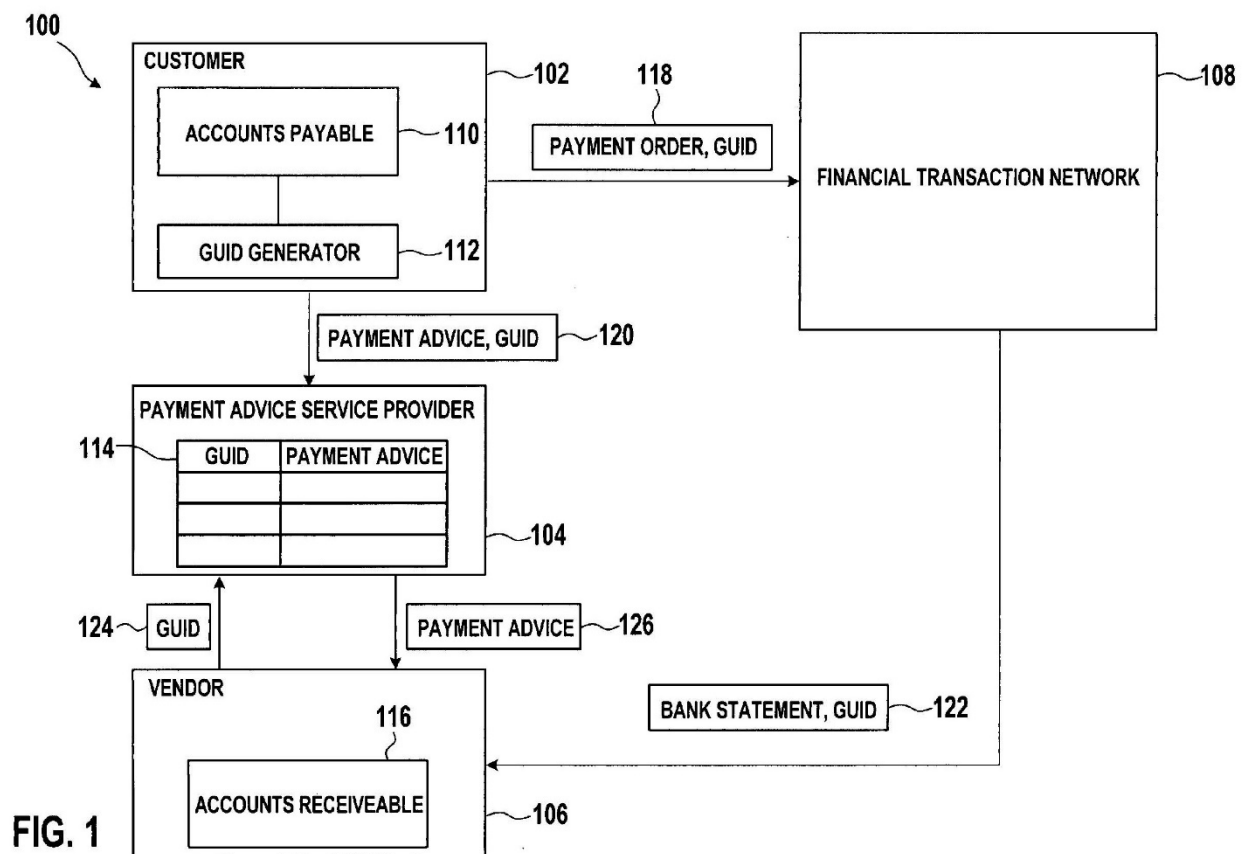 100
CUSTOMER
102
ACCOUNTS PAYABLE
110
GUID GENERATOR
112
118
PAYMENT ORDER, GUID
108
FINANCIAL TRANSACTION NETWORK
PAYMENT ADVICE, GUID
120
PAYMENT ADVICE SERVICE PROVIDER
114
GUID PAYMENT ADVICE
104
124
GUID
PAYMENT ADVICE
126
VENDOR
116
ACCOUNTS RECEIVEABLE
106
BANK STATEMENT, GUID
122
FIG. 1